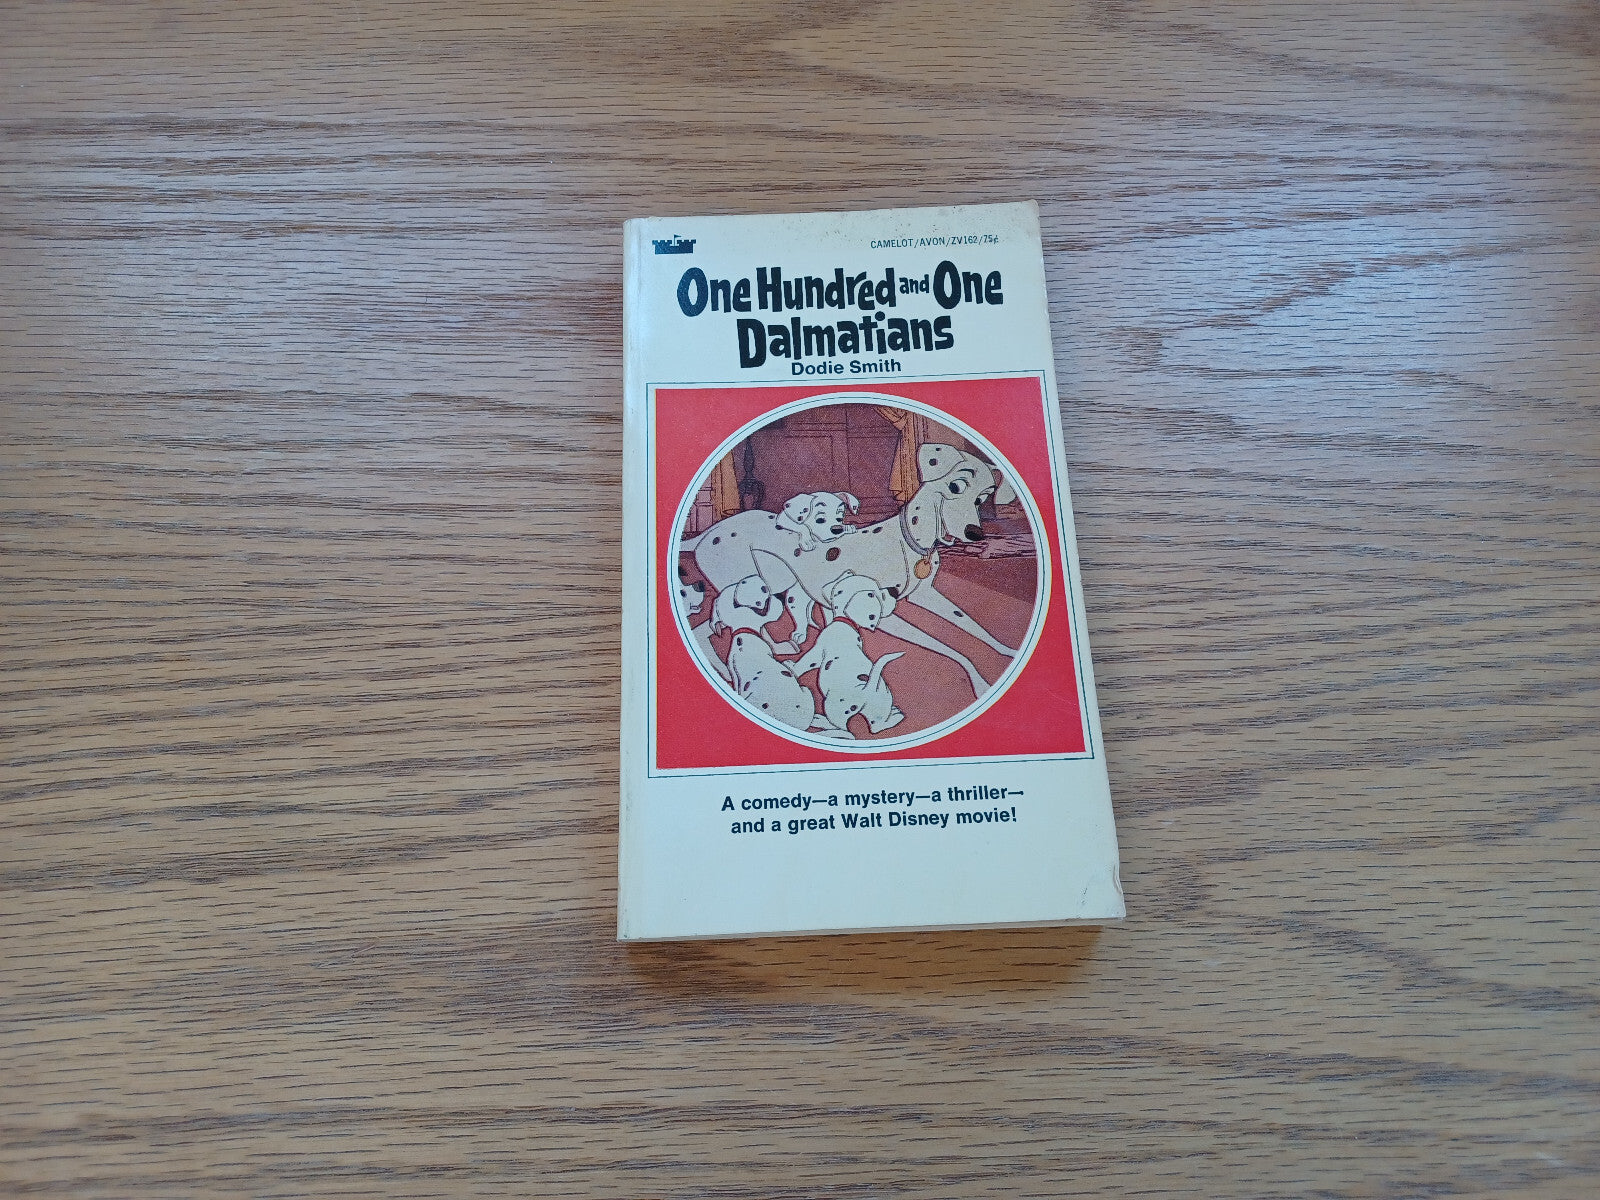 CAMELOT/AVON/ZV162/75¢
One Hundred and One
Dalmatians
Dodie Smith
A comedy—a mystery—a thriller—
and a great Walt Disney movie!